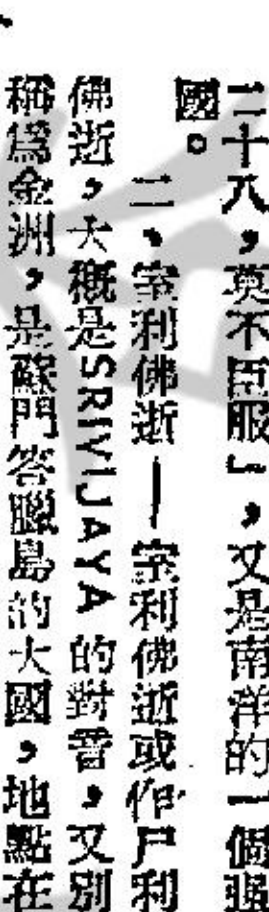 二十八，莫不臣服」，又是南洋的一個強
國。
二、室利佛逝—室利佛逝或作尸利
佛逝，大概是SRIVIJAYA的對音，又別
稱爲金洲，是蘇門答臘島的大國，地點在